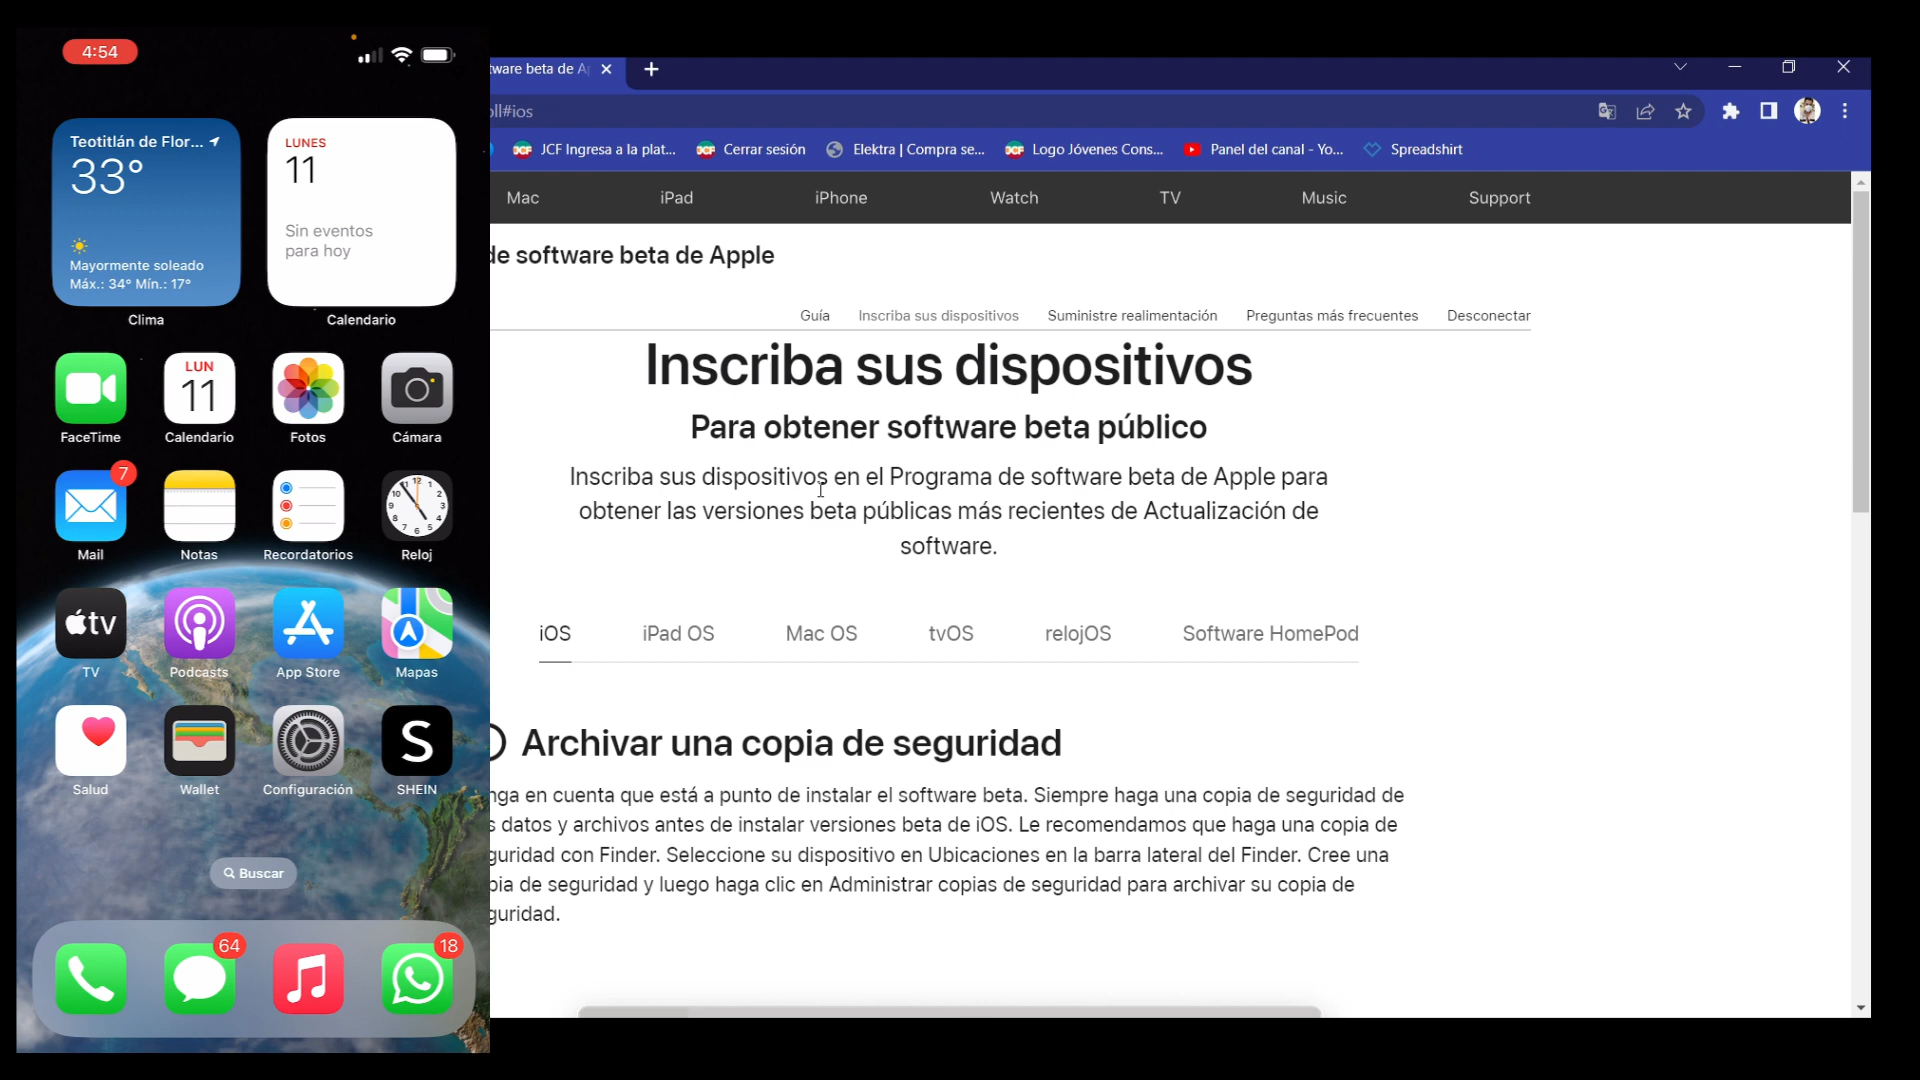 4:54
Teotitlán de Flor...
33°
Mayormente soleado
Máx.: 34° Mín.: 17°
Clima
LUNES
11
Sin eventos
para hoy
Calendario
LUN
11
FaceTime
Calendario
Fotos
Cámara
7
Mail
Notas
Recordatorios
Reloj
tv
TV
Podcasts
App Store
Mapas
S
Salud
Wallet
Configuración
SHEIN
Buscar
64
18
tware beta de Ap
oll#ios
JCF Ingresa a la plat...
Cerrar sesión
Elektra | Compra se...
Logo Jóvenes Cons...
Panel del canal - Yo...
Spreadshirt
Mac
iPad
iPhone
Watch
TV
Music
Support
de software beta de Apple
Guía
Inscriba sus dispositivos
Suministre realimentación
Preguntas más frecuentes
Desconectar
Inscriba sus dispositivos
Para obtener software beta público
Inscriba sus dispositivos en el Programa de software beta de Apple para
obtener las versiones beta públicas más recientes de Actualización de
software.
iOS
iPad OS
Mac OS
tvOS
relojOS
Software HomePod
Archivar una copia de seguridad
nga en cuenta que está a punto de instalar el software beta. Siempre haga una copia de seguridad de
s datos y archivos antes de instalar versiones beta de iOS. Le recomendamos que haga una copia de
guridad con Finder. Seleccione su dispositivo en Ubicaciones en la barra lateral del Finder. Cree una
pia de seguridad y luego haga clic en Administrar copias de seguridad para archivar su copia de
guridad.